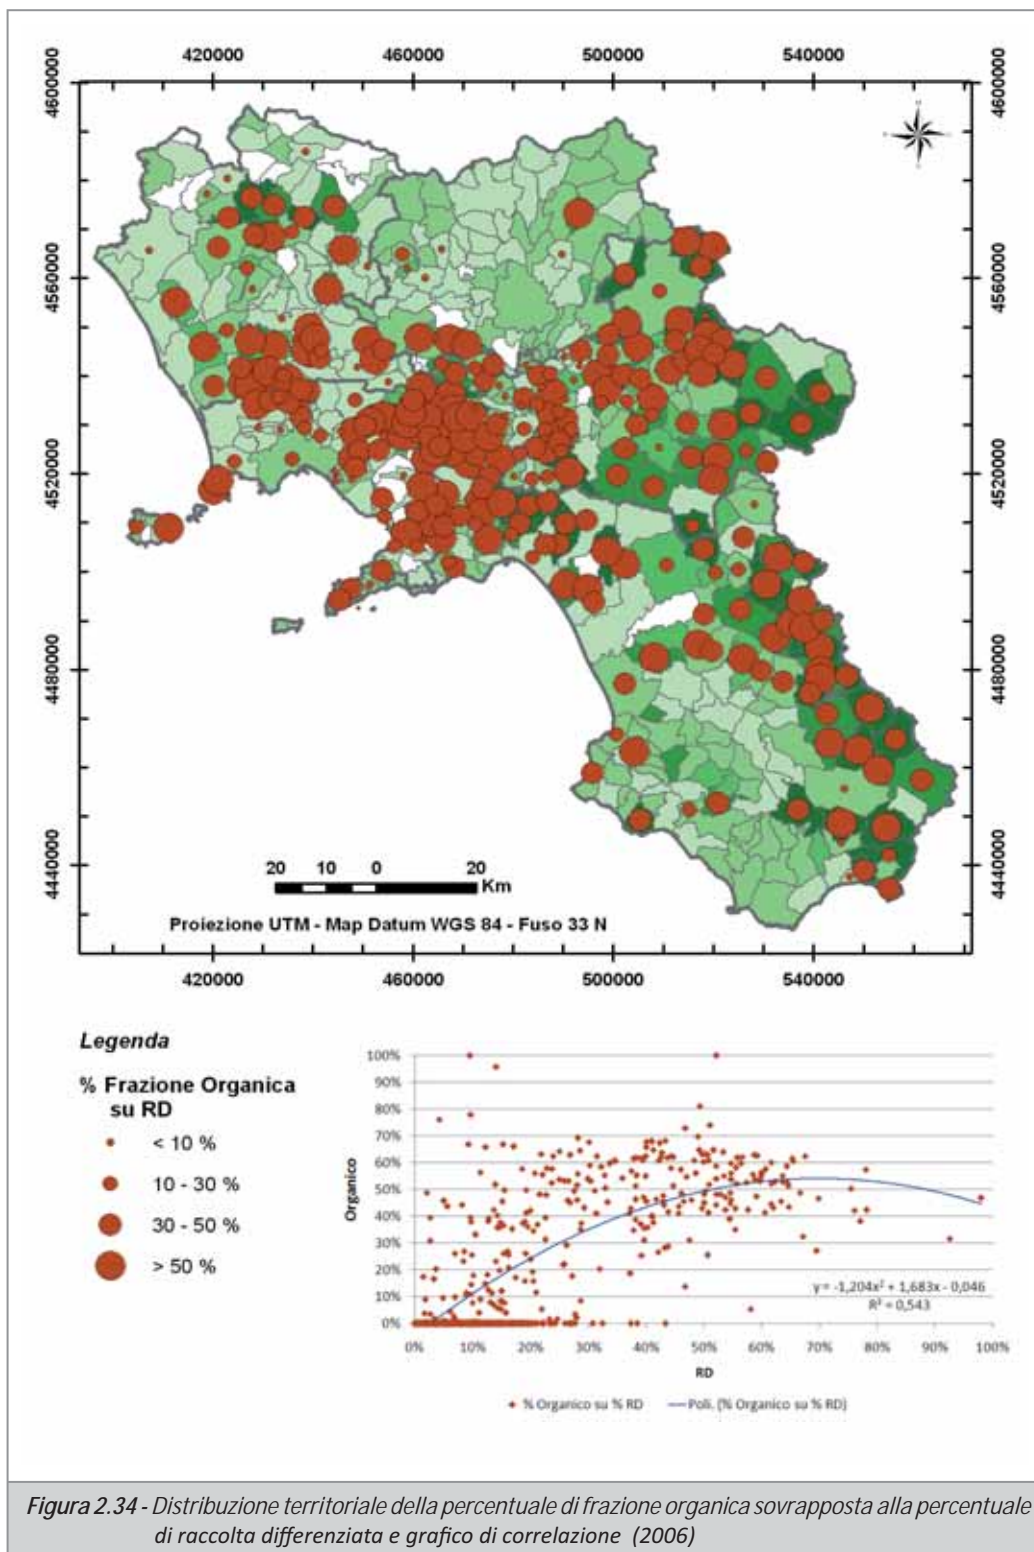 420000 460000 500000 540000
4600000 4600000
4560000 4560000
4520000 4520000
4480000 4480000
4440000 4440000
20 10 0 20
Km
Proiezione UTM - Map Datum WGS 84 - Fuso 33 N
420000 460000 500000 540000
Legenda
% Frazione Organica
su RD
< 10 %
10 - 30 %
30 - 50 %
> 50 %
100%
90%
80%
70%
60%
50%
40%
30%
20%
10%
0%
Organico
y = -1,204x² + 1,683x - 0,046
R² = 0,543
0% 10% 20% 30% 40% 50% 60% 70% 80% 90% 100%
RD
% Organico su % RD Poli. (% Organico su % RD)
Figura 2.34 - Distribuzione territoriale della percentuale di frazione organica sovrapposta alla percentuale
di raccolta differenziata e grafico di correlazione (2006)